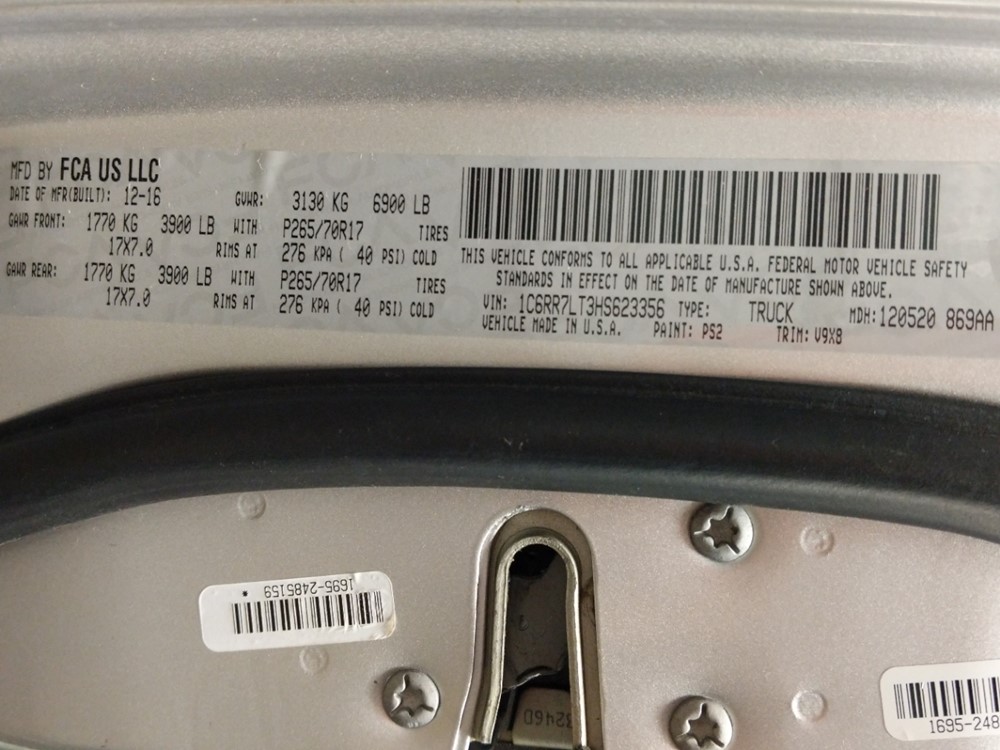 MFD BY FCA US LLC
DATE OF MFR(BUILT): 12-16 GVWR: 3130 KG 6900 LB
GAWR FRONT: 1770 KG 3900 LB WITH P265/70R17 TIRES
17X7.0 RIMS AT 276 KPA ( 40 PSI) COLD
GAWR REAR: 1770 KG 3900 LB WITH P265/70R17 TIRES
17X7.0 RIMS AT 276 KPA ( 40 PSI) COLD
THIS VEHICLE CONFORMS TO ALL APPLICABLE U.S.A. FEDERAL MOTOR VEHICLE SAFETY
STANDARDS IN EFFECT ON THE DATE OF MANUFACTURE SHOWN ABOVE.
VIN: 1C6RR7LT3HS623356 TYPE: TRUCK MDH: 120520 869AA
VEHICLE MADE IN U.S.A. PAINT: PS2 TRIM: V9X8
1695-2485159
3246D
1695-248